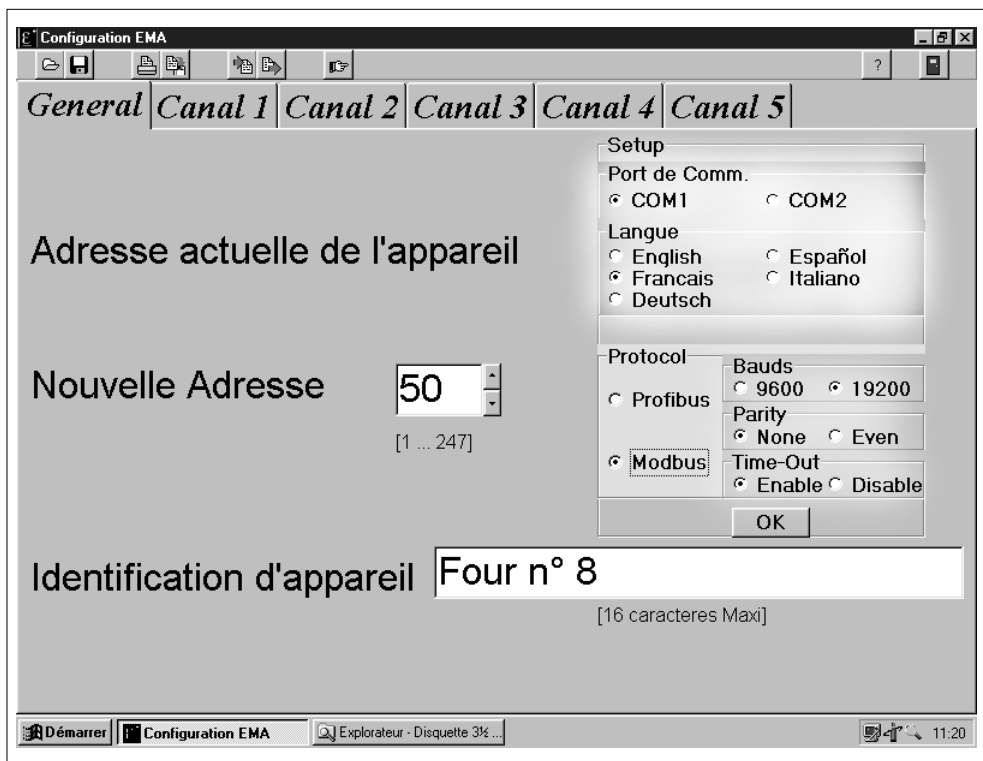 Configuration EMA
?
General Canal 1 Canal 2 Canal 3 Canal 4 Canal 5
Setup
Port de Comm.
COM1 COM2
Langue
English Español
Francais Italiano
Deutsch
Adresse actuelle de l'appareil
Nouvelle Adresse 50
[1 ... 247]
Protocol
Profibus
Modbus
Bauds
9600 19200
Parity
None Even
Time-Out
Enable Disable
OK
Identification d'appareil Four n° 8
[16 caracteres Maxi]
Démarrer Configuration EMA Explorateur - Disquette 3½ ... 11:20